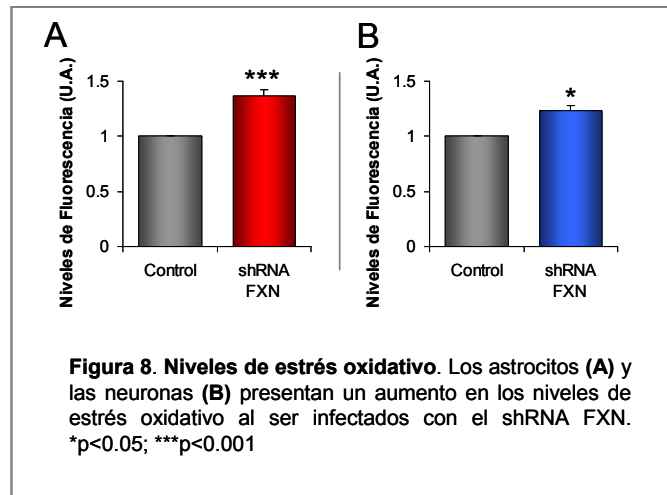 A
B
Niveles de Fluorescencia (U.A.)
1.5
1
0.5
0
***
Control
shRNA
FXN
Niveles de Fluorescencia (U.A.)
1.5
1
0.5
0
*
Control
shRNA
FXN
Figura 8. Niveles de estrés oxidativo. Los astrocitos (A) y
las neuronas (B) presentan un aumento en los niveles de
estrés oxidativo al ser infectados con el shRNA FXN.
*p<0.05; ***p<0.001